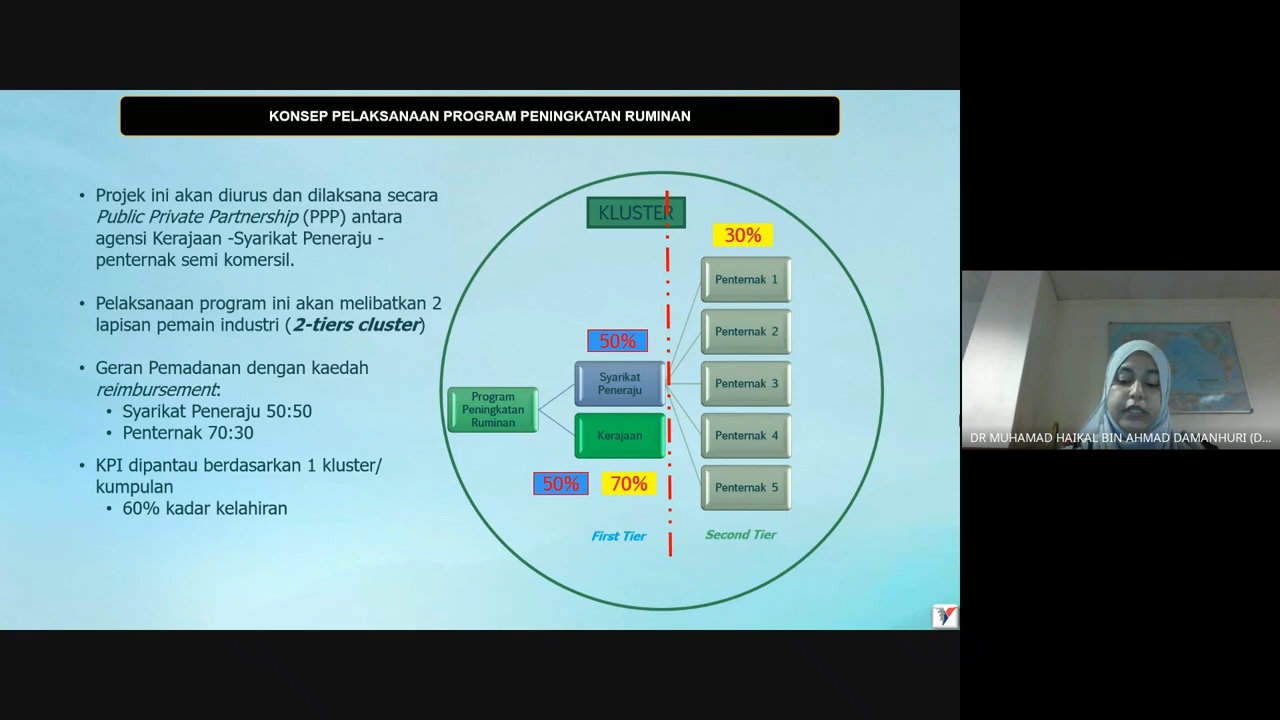 KONSEP PELAKSANAAN PROGRAM PENINGKATAN RUMINAN
• Projek ini akan diurus dan dilaksana secara
Public Private Partnership (PPP) antara
agensi Kerajaan -Syarikat Peneraju -
penternak semi komersil.
• Pelaksanaan program ini akan melibatkan 2
lapisan pemain industri (2-tiers cluster)
• Geran Pemadanan dengan kaedah
reimbursement:
• Syarikat Peneraju 50:50
• Penternak 70:30
• KPI dipantau berdasarkan 1 kluster/
kumpulan
• 60% kadar kelahiran
KLUSTER
30%
Penternak 1
Penternak 2
50%
Syarikat
Peneraju
Penternak 3
Program
Peningkatan
Ruminan
Kerajaan
Penternak 4
50%
70%
Penternak 5
First Tier
Second Tier
DR MUHAMAD HAIKAL BIN AHMAD DAMANHURI (D...